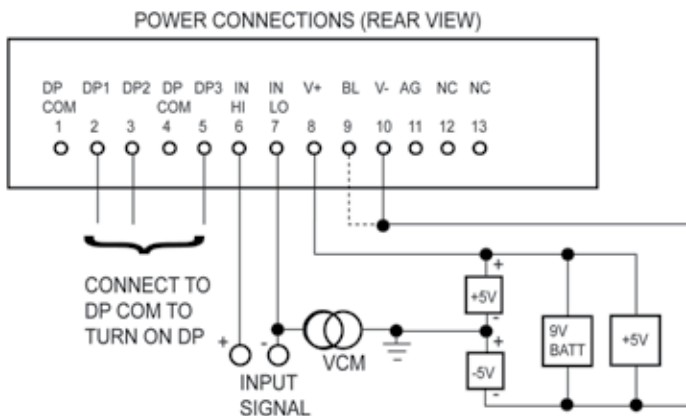 POWER CONNECTIONS (REAR VIEW)
DP COM DP1 DP2 DP COM DP3 IN HI IN LO V+ BL V- AG NC NC
1 2 3 4 5 6 7 8 9 10 11 12 13
CONNECT TO
DP COM TO
TURN ON DP
+ -
INPUT
SIGNAL
VCM
+
+5V
-
+
-5V
-
9V
BATT
+5V